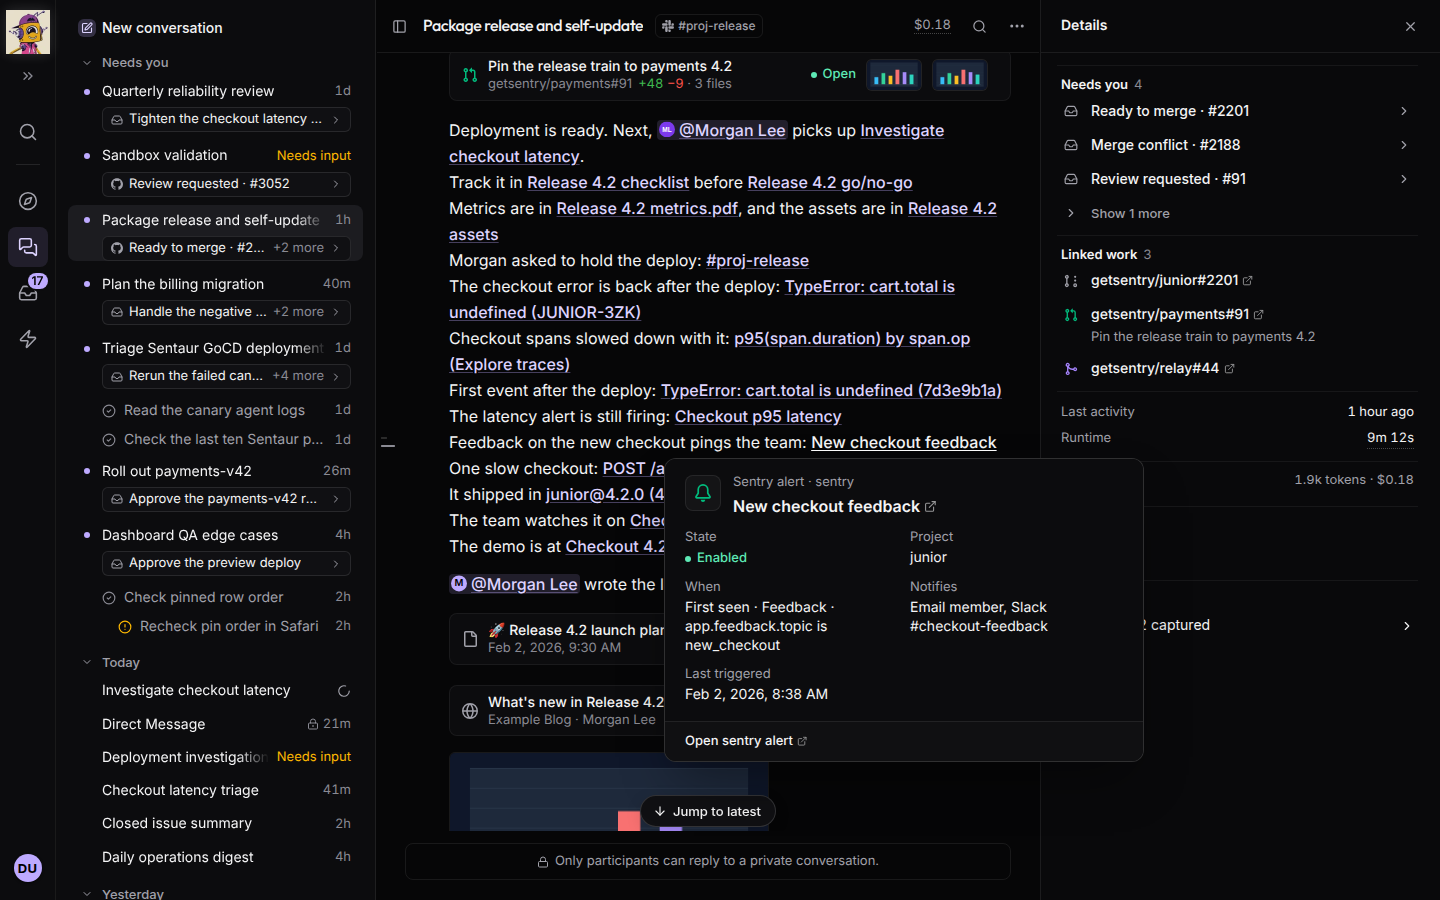 New conversation
Needs you
Quarterly reliability review 1d
Tighten the checkout latency ...
Sandbox validation Needs input
Review requested · #3052
Package release and self-update 1h
Ready to merge · #2... +2 more
17
Plan the billing migration 40m
Handle the negative ... +2 more
Triage Sentaur GoCD deployment 1d
Rerun the failed can... +4 more
Read the canary agent logs 1d
Check the last ten Sentaur p... 1d
Roll out payments-v42 26m
Approve the payments-v42 r...
Dashboard QA edge cases 4h
Approve the preview deploy
Check pinned row order 2h
Recheck pin order in Safari 2h
Today
Investigate checkout latency
Direct Message 21m
Deployment investigation Needs input
Checkout latency triage 41m
Closed issue summary 2h
Daily operations digest 4h
Yesterday
DU
Package release and self-update #proj-release $0.18
Pin the release train to payments 4.2
getsentry/payments#91 +48 −9 · 3 files
Open
Deployment is ready. Next, ML @Morgan Lee picks up Investigate
checkout latency.
Track it in Release 4.2 checklist before Release 4.2 go/no-go
Metrics are in Release 4.2 metrics.pdf, and the assets are in Release 4.2
assets
Morgan asked to hold the deploy: #proj-release
The checkout error is back after the deploy: TypeError: cart.total is
undefined (JUNIOR-3ZK)
Checkout spans slowed down with it: p95(span.duration) by span.op
(Explore traces)
First event after the deploy: TypeError: cart.total is undefined (7d3e9b1a)
The latency alert is still firing: Checkout p95 latency
Feedback on the new checkout pings the team: New checkout feedback
One slow checkout: POST /a
It shipped in junior@4.2.0 (4
The team watches it on Chec
The demo is at Checkout 4.2
M @Morgan Lee wrote the l
🚀 Release 4.2 launch plan
Feb 2, 2026, 9:30 AM
What's new in Release 4.2
Example Blog · Morgan Lee
Jump to latest
Only participants can reply to a private conversation.
Sentry alert · sentry
New checkout feedback
State
Enabled
Project
junior
When
First seen · Feedback ·
app.feedback.topic is
new_checkout
Notifies
Email member, Slack
#checkout-feedback
Last triggered
Feb 2, 2026, 8:38 AM
Open sentry alert
Details
Needs you 4
Ready to merge · #2201
Merge conflict · #2188
Review requested · #91
Show 1 more
Linked work 3
getsentry/junior#2201
getsentry/payments#91
Pin the release train to payments 4.2
getsentry/relay#44
Last activity 1 hour ago
Runtime 9m 12s
1.9k tokens · $0.18
2 captured